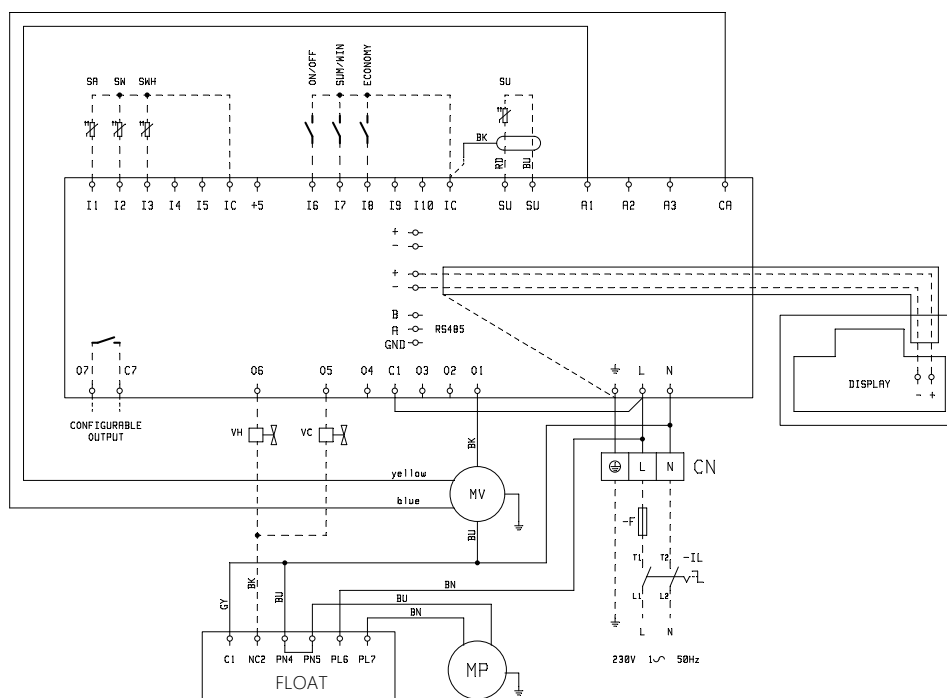 ON/OFF SUM/WIN ECONOMY
SA SW SWH SU
BK
RD BU
I1 I2 I3 I4 I5 IC +5 I6 I7 I8 I9 I10 IC SU SU A1 A2 A3 CA
+
-
+
-
B
A RS485
GND
O7 C7 O6 O5 O4 C1 O3 O2 O1 L N
DISPLAY
- +
CONFIGURABLE
OUTPUT
VH VC
BK
L N CN
yellow
MV
blue
-F
BU
T1 T2 -IL
GY BK BU BN
BU
L1 L2
BN
L N
C1 NC2 PN4 PN5 PL6 PL7
230V 1~ 50Hz
FLOAT
MP